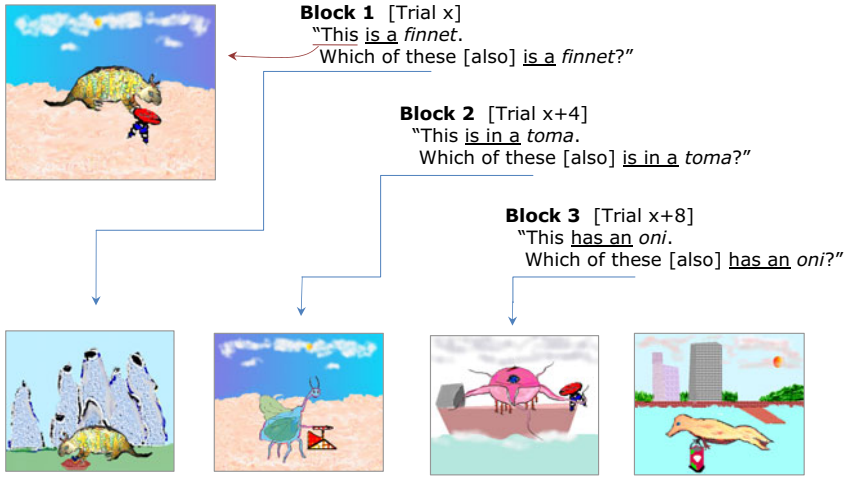 Block 1 [Trial x]
“This is a finnet.
Which of these [also] is a finnet?”
Block 2 [Trial x+4]
“This is in a toma.
Which of these [also] is in a toma?”
Block 3 [Trial x+8]
“This has an oni.
Which of these [also] has an oni?”